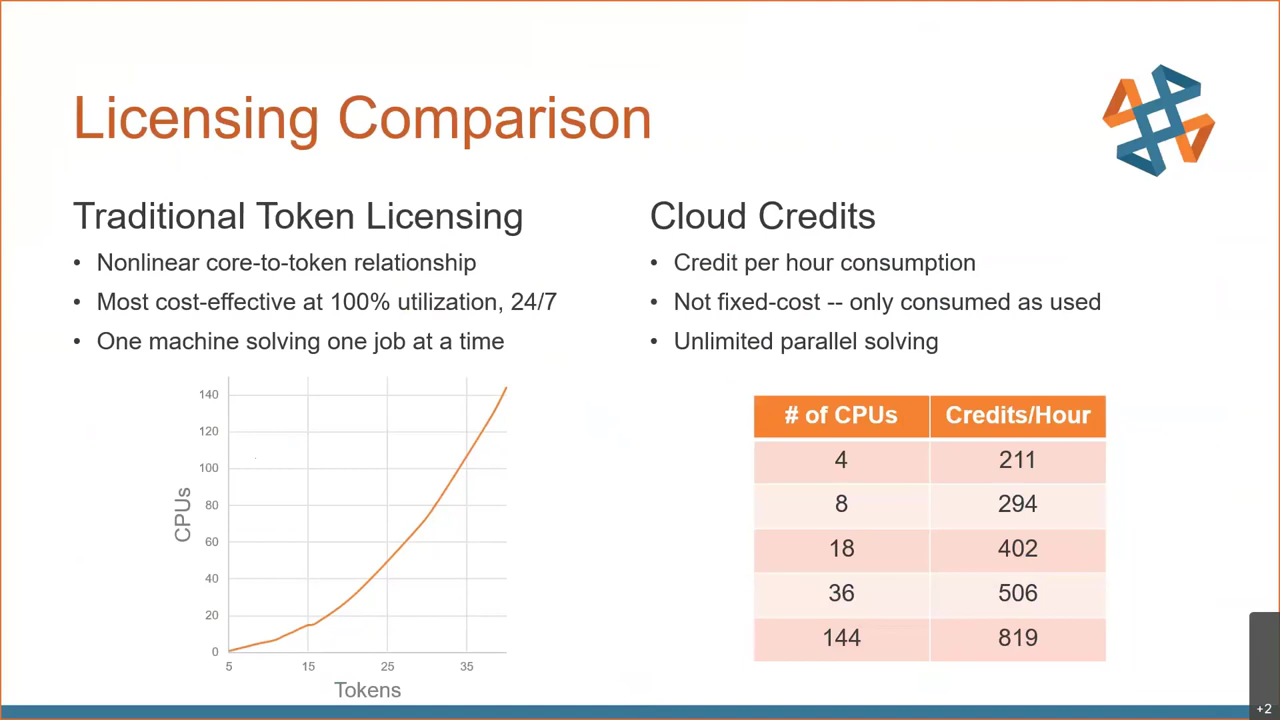 Licensing Comparison
Traditional Token Licensing
• Nonlinear core-to-token relationship
• Most cost-effective at 100% utilization, 24/7
• One machine solving one job at a time
140
120
100
80
60
40
20
0
CPUs
5 15 25 35
Tokens
Cloud Credits
• Credit per hour consumption
• Not fixed-cost -- only consumed as used
• Unlimited parallel solving
# of CPUs Credits/Hour
4 211
8 294
18 402
36 506
144 819
+2